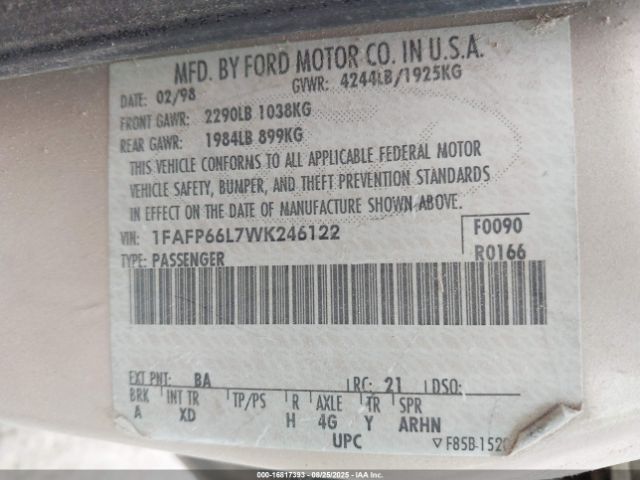 MFD. BY FORD MOTOR CO. IN U.S.A.
DATE: 02/98 GVWR: 4244LB/1925KG
FRONT GAWR: 2290LB 1038KG
REAR GAWR: 1984LB 899KG
THIS VEHICLE CONFORMS TO ALL APPLICABLE FEDERAL MOTOR
VEHICLE SAFETY, BUMPER, AND THEFT PREVENTION STANDARDS
IN EFFECT ON THE DATE OF MANUFACTURE SHOWN ABOVE.
VIN: 1FAFP66L7WK246122 F0090
TYPE: PASSENGER R0166
EXT PNT: BA RC: 21 DSO:
BRK INT TR TP/PS R AXLE TR SPR
A XD H 4G Y ARHN
UPC ▽ F85B-1520
IAA Inc. - 000-(16817393) - 08/25/2025 - IAA Inc.